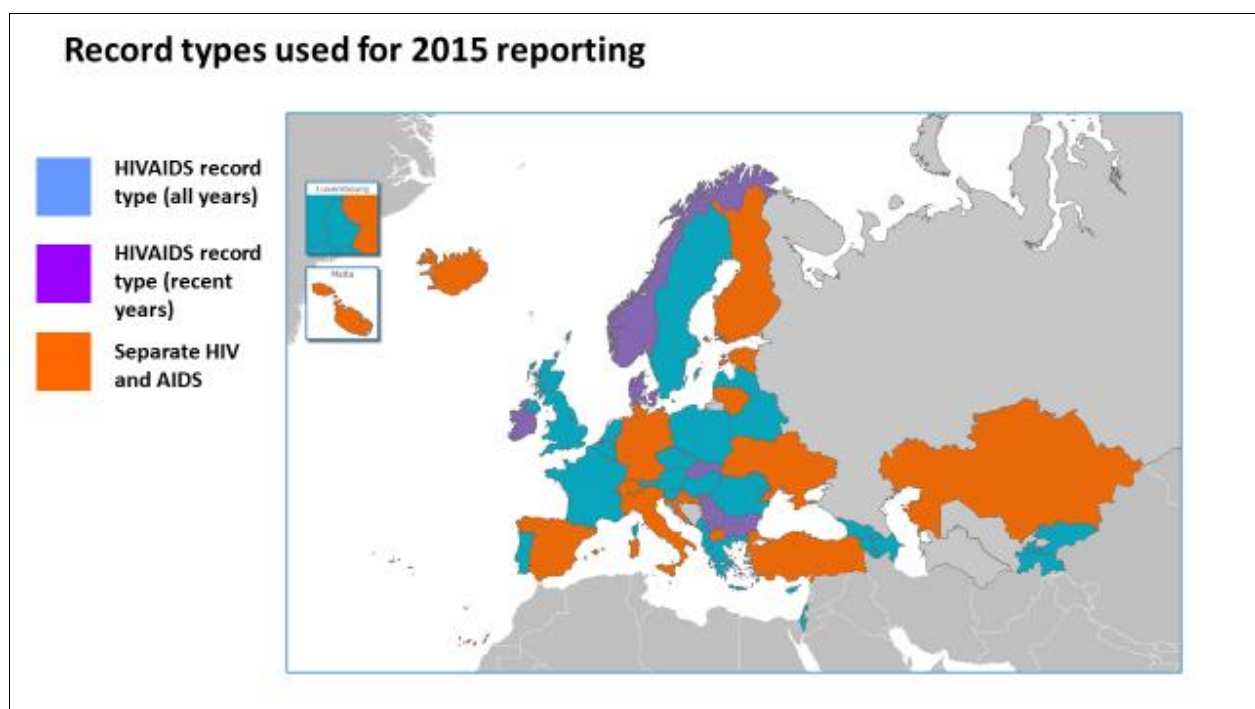 Record types used for 2015 reporting
HIVAIDS record
type (all years)
HIVAIDS record
type (recent
years)
Separate HIV
and AIDS
Luxembourg
Malta